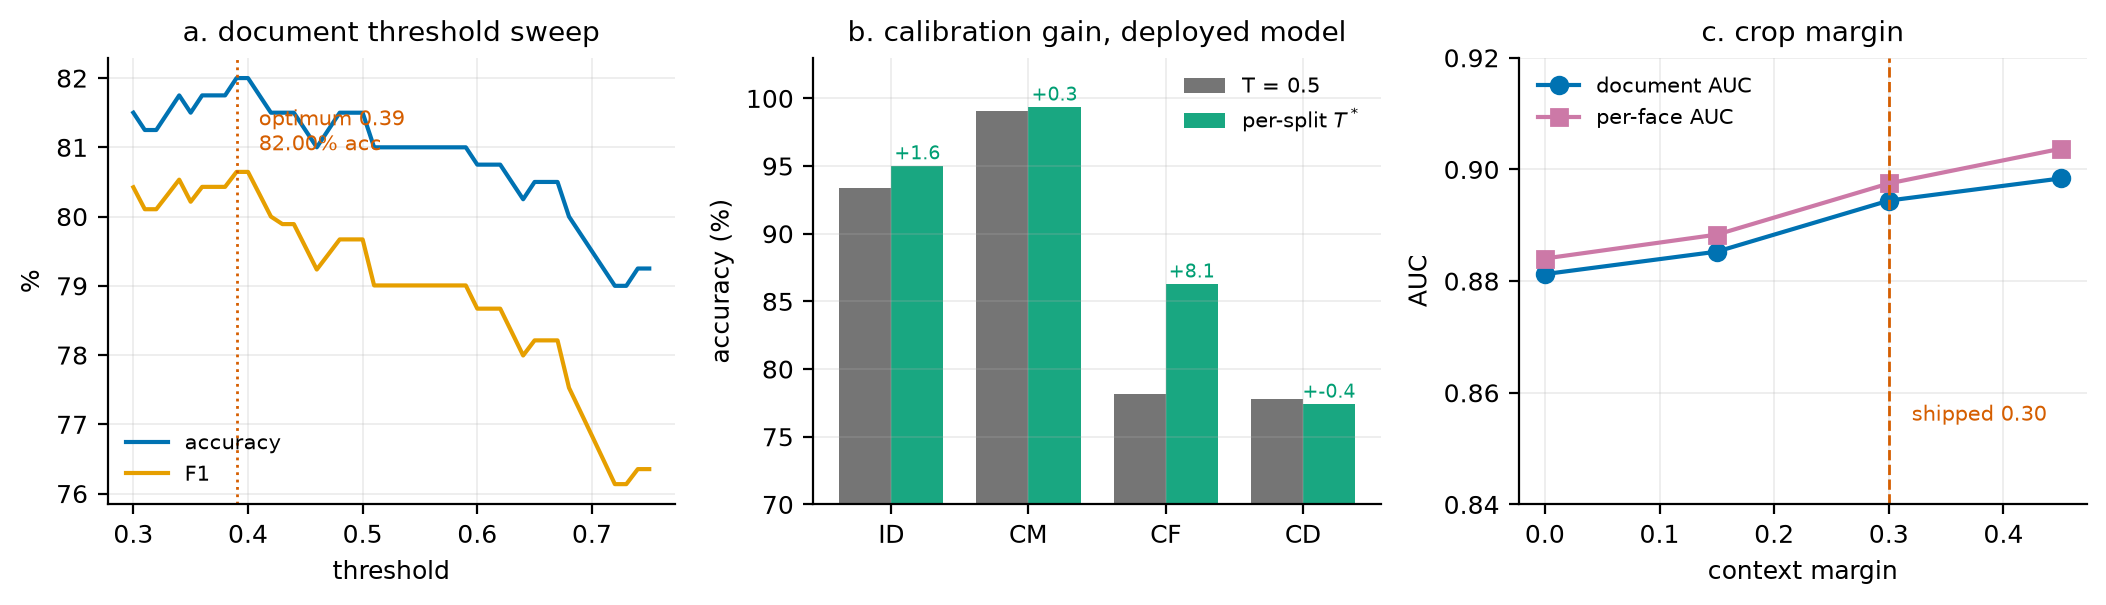 a. document threshold sweep
82
81
80
79
78
77
76
%
optimum 0.39
82.00% acc
accuracy
F1
0.3 0.4 0.5 0.6 0.7
threshold
b. calibration gain, deployed model
100
95
90
85
80
75
70
accuracy (%)
T = 0.5
per-split T*
+1.6
+0.3
+8.1
+-0.4
ID CM CF CD
c. crop margin
0.92
0.90
0.88
0.86
0.84
AUC
document AUC
per-face AUC
shipped 0.30
0.0 0.1 0.2 0.3 0.4
context margin